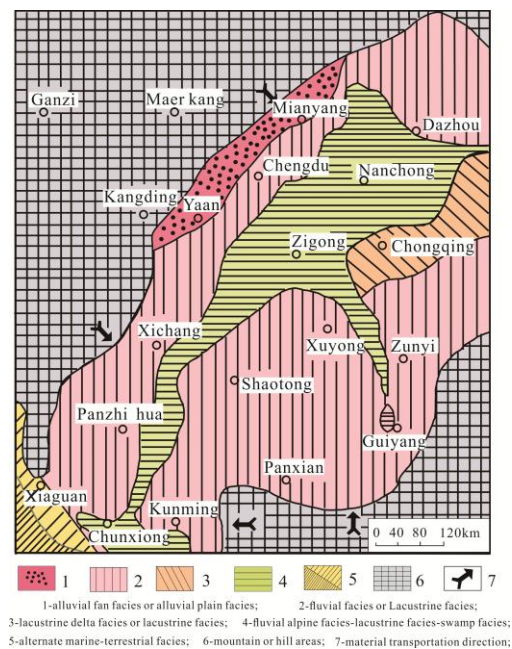 Ganzi
Maer kang
Mianyang
Dazhou
Chengdu
Nanchong
Kangding
Yaan
Zigong
Chongqing
Xichang
Xuyong
Zunyi
Shaotong
Panzhi hua
Guiyang
Panxian
Xiaguan
Kunming
Chunxiong
0 40 80 120km
1 2 3 4 5 6 7
1-alluvial fan facies or alluvial plain facies; 2-fluvial facies or Lacustrine facies;
3-lacustrine delta facies or lacustrine facies; 4-fluvial alpine facies-lacustrine facies-swamp facies;
5-alternate marine-terrestrial facies; 6-mountain or hill areas; 7-material transportation direction;